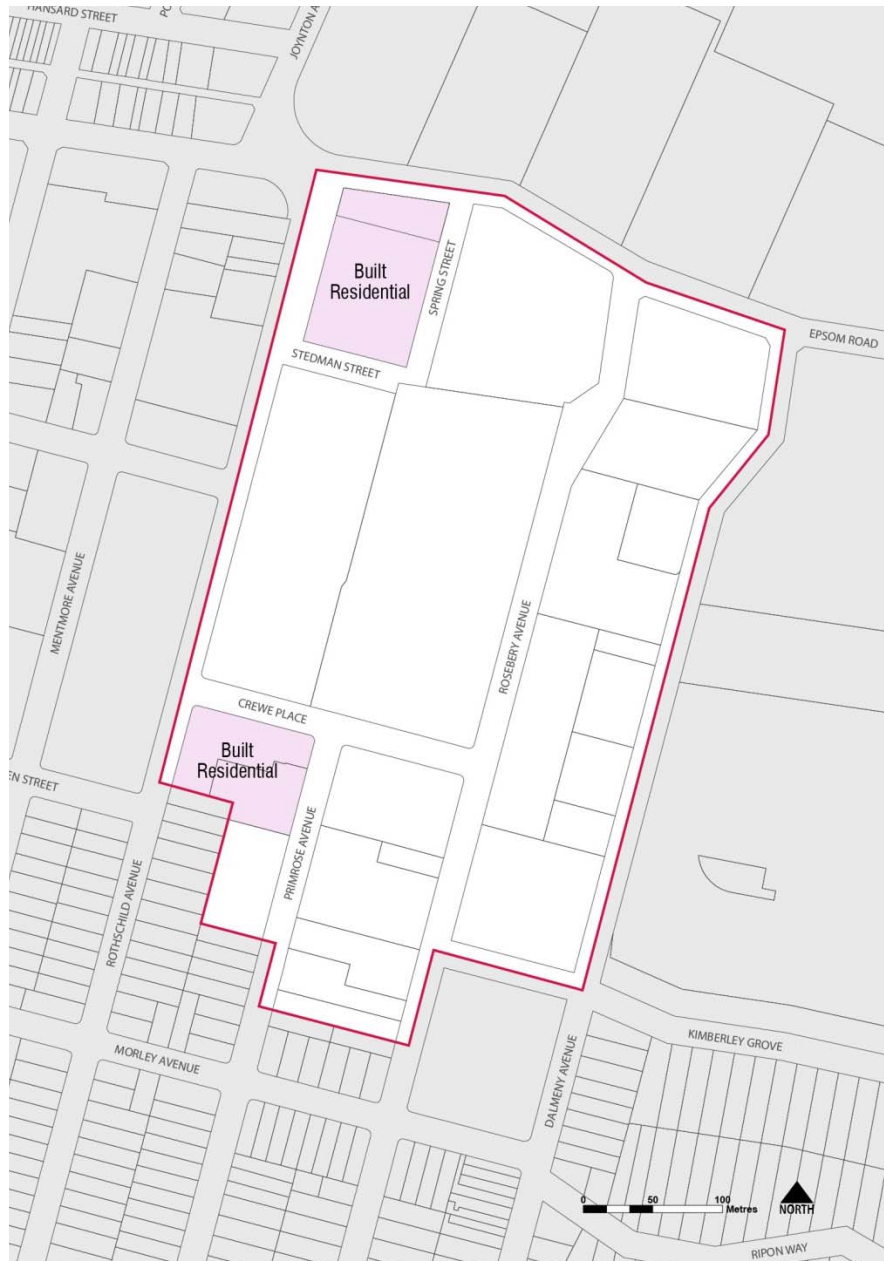 HANSARD STREET
PO
JOYNTON A
Built
Residential
SPRING STREET
EPSOM ROAD
STEDMAN STREET
MENTMORE AVENUE
ROSEBERY AVENUE
CREWE PLACE
Built
Residential
EN STREET
PRIMROSE AVENUE
ROTHSCHILD AVENUE
KIMBERLEY GROVE
MORLEY AVENUE
DALMENY AVENUE
0 50 100
Metres
NORTH
RIPON WAY